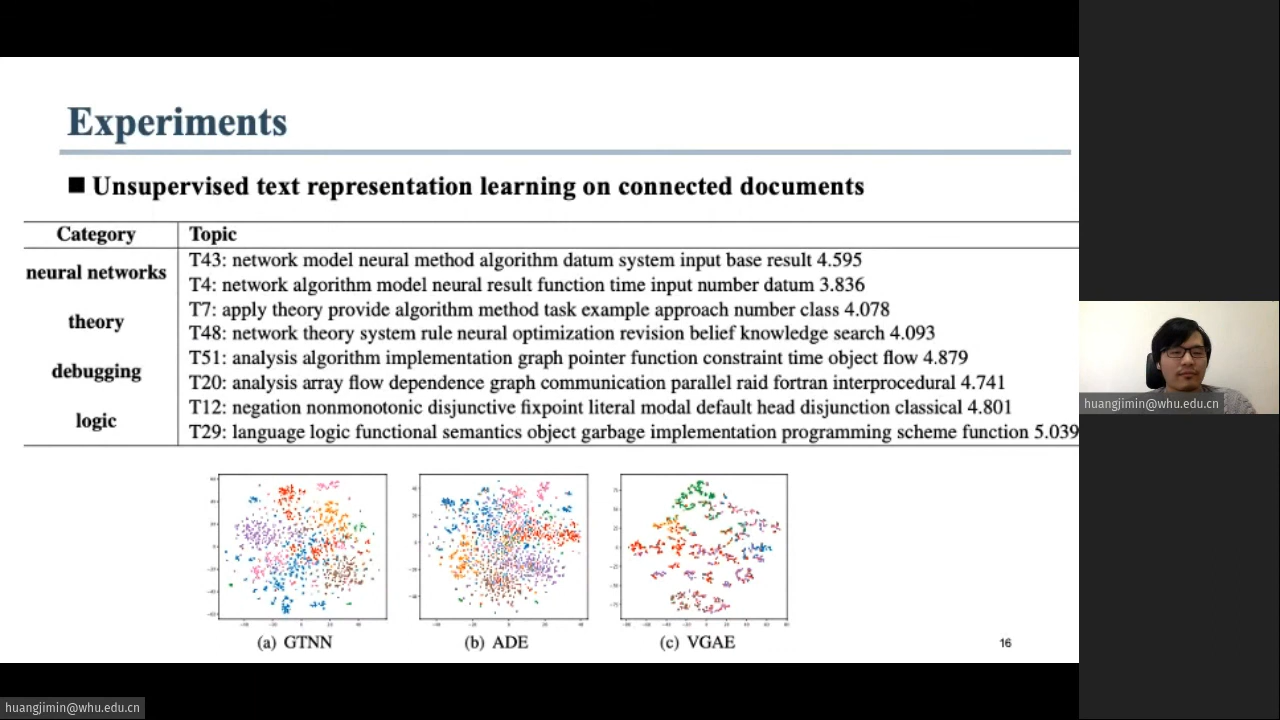 Experiments
Unsupervised text representation learning on connected documents
Category Topic
neural networks
T43: network model neural method algorithm datum system input base result 4.595
T4: network algorithm model neural result function time input number datum 3.836
theory
T7: apply theory provide algorithm method task example approach number class 4.078
T48: network theory system rule neural optimization revision belief knowledge search 4.093
debugging
T51: analysis algorithm implementation graph pointer function constraint time object flow 4.879
T20: analysis array flow dependence graph communication parallel raid fortran interprocedural 4.741
logic
T12: negation nonmonotonic disjunctive fixpoint literal modal default head disjunction classical 4.801
T29: language logic functional semantics object garbage implementation programming scheme function 5.039
(a) GTNN
(b) ADE
(c) VGAE
16
huangjimin@whu.edu.cn
huangjimin@whu.edu.cn